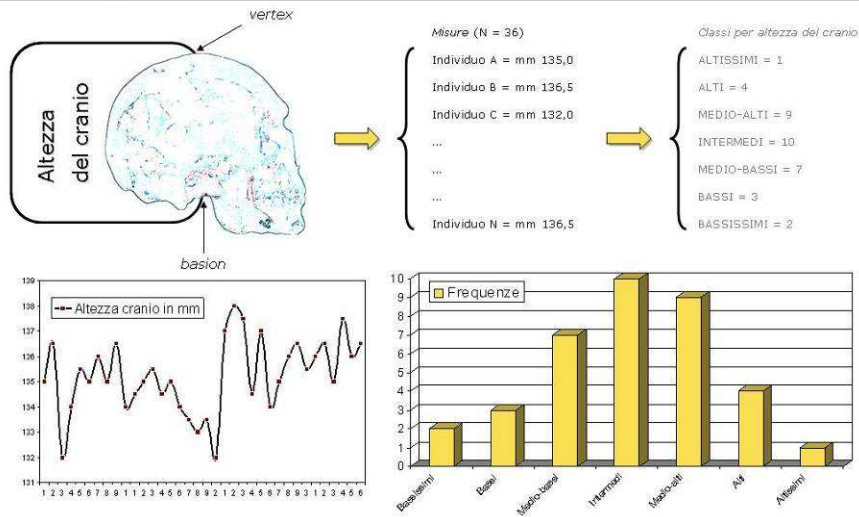 vertex
Altezza
del cranio
basion
Misure (N = 36)
Individuo A = mm 135,0
Individuo B = mm 136,5
Individuo C = mm 132,0
...
...
...
Individuo N = mm 136,5
Classi per altezza del cranio
ALTISSIMI = 1
ALTI = 4
MEDIO-ALTI = 9
INTERMEDI = 10
MEDIO-BASSI = 7
BASSI = 3
BASSISSIMI = 2
Altezza cranio in mm
139
138
137
136
135
134
133
132
131
1 2 3 4 5 6 7 8 9 1 1 2 3 4 5 6 7 8 9 2 1 2 3 4 5 6 7 8 9 3 1 2 3 4 5 6
Frequenze
10
9
8
7
6
5
4
3
2
1
0
Bassissimi
Bassi
Medio-bassi
Intermedi
Medio-alti
Alti
Altissimi